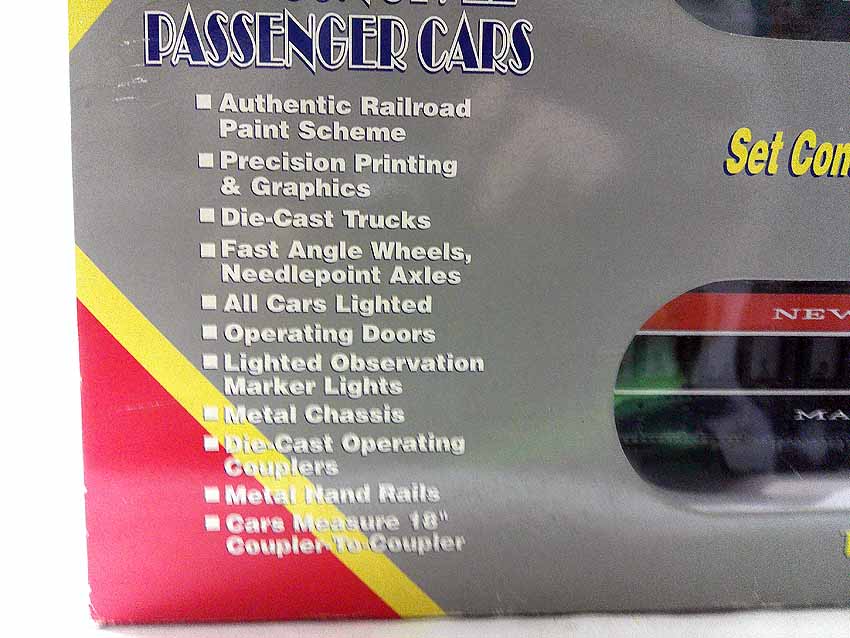 PASSENGER CARS
Authentic Railroad
Paint Scheme
Precision Printing
& Graphics
Die-Cast Trucks
Fast Angle Wheels,
Needlepoint Axles
All Cars Lighted
Operating Doors
Lighted Observation
Marker Lights
Metal Chassis
Die-Cast Operating
Couplers
Metal Hand Rails
Cars Measure 18"
Coupler-To-Coupler
Set Con
NEW
MA